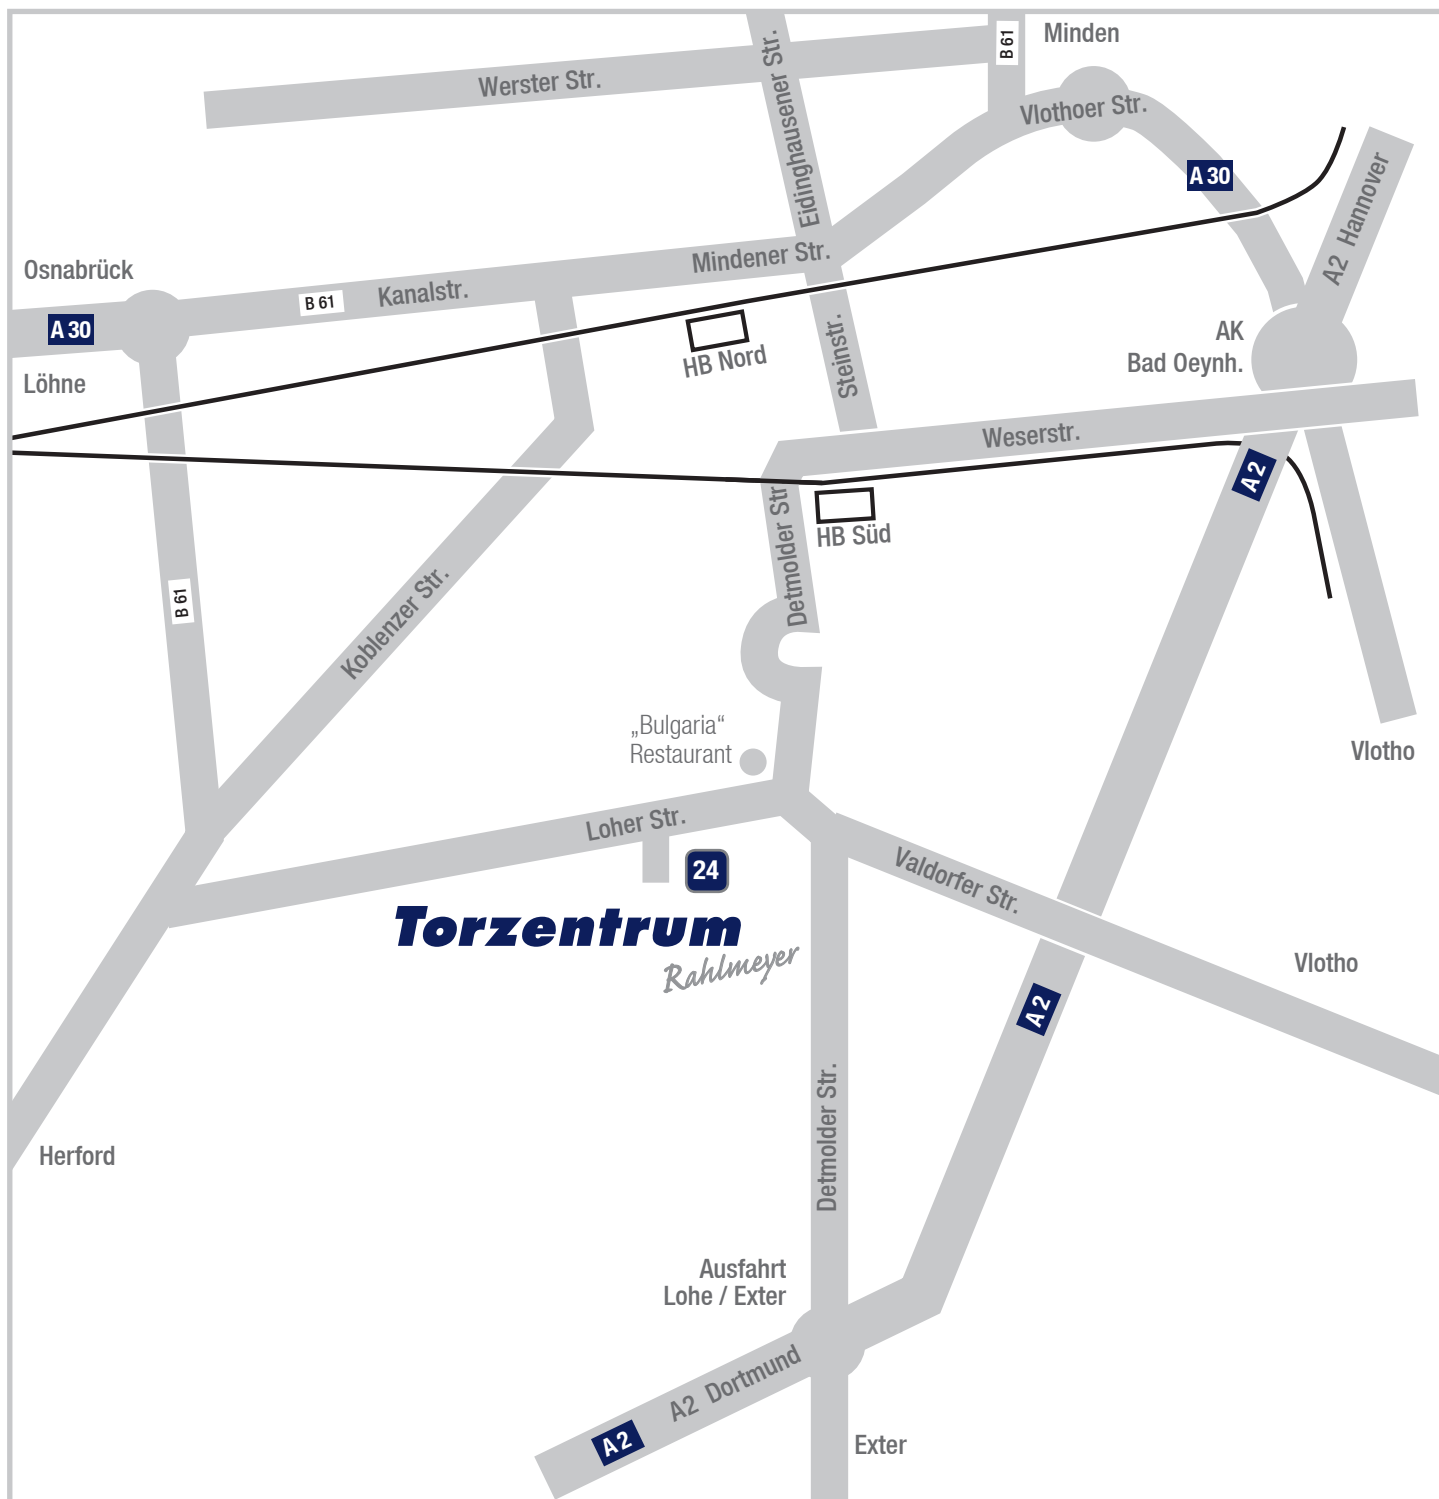 B 61
Minden
Werster Str.
Eidinghausener Str.
Vlothoer Str.
A 30
A2 Hannover
Osnabrück
Mindener Str.
B 61
Kanalstr.
A 30
AK
Bad Oeynh.
HB Nord
Steinstr.
Löhne
Weserstr.
A2
Detmolder Str.
HB Süd
B 61
Koblenzer Str.
„Bulgaria“
Restaurant
Vlotho
Loher Str.
24
Valdorfer Str.
Torzentrum
Rahlmeyer
Vlotho
A2
Detmolder Str.
Herford
Ausfahrt
Lohe / Exter
A2 Dortmund
A2
Exter